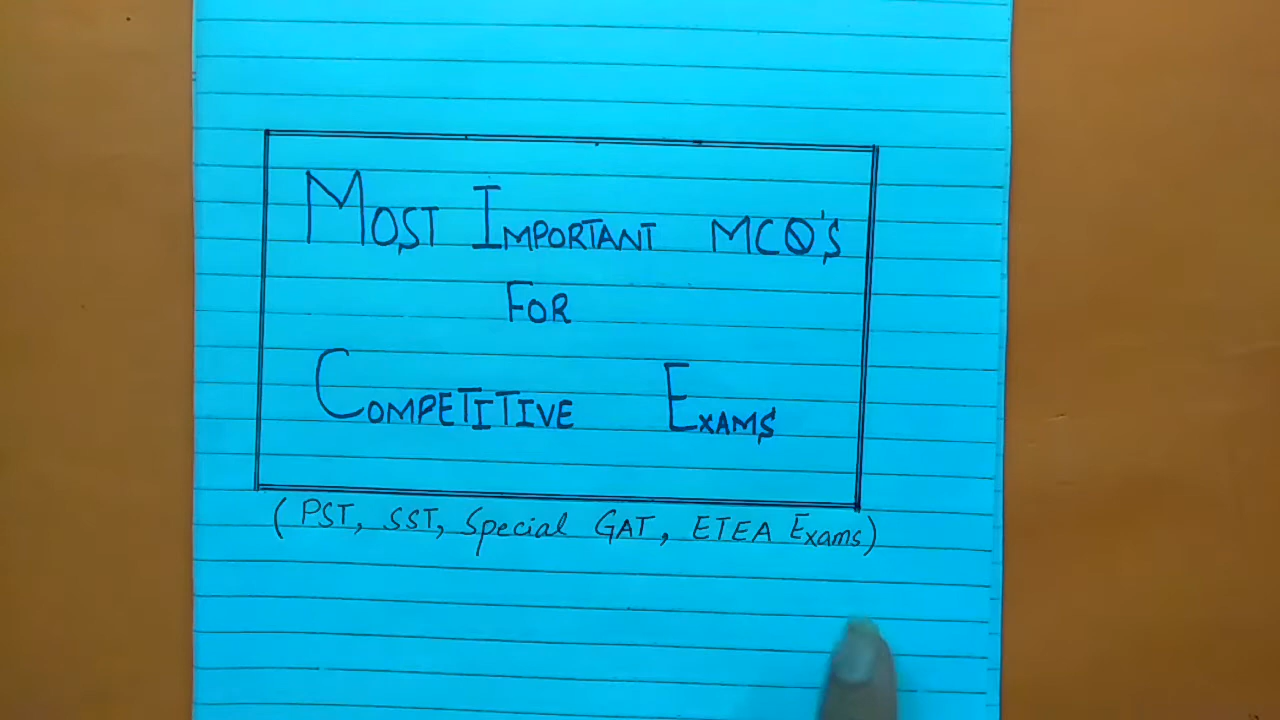 MOST IMPORTANT MCQ'S
FOR
COMPETITIVE EXAMS
(PST, SST, Special GAT, ETEA Exams)